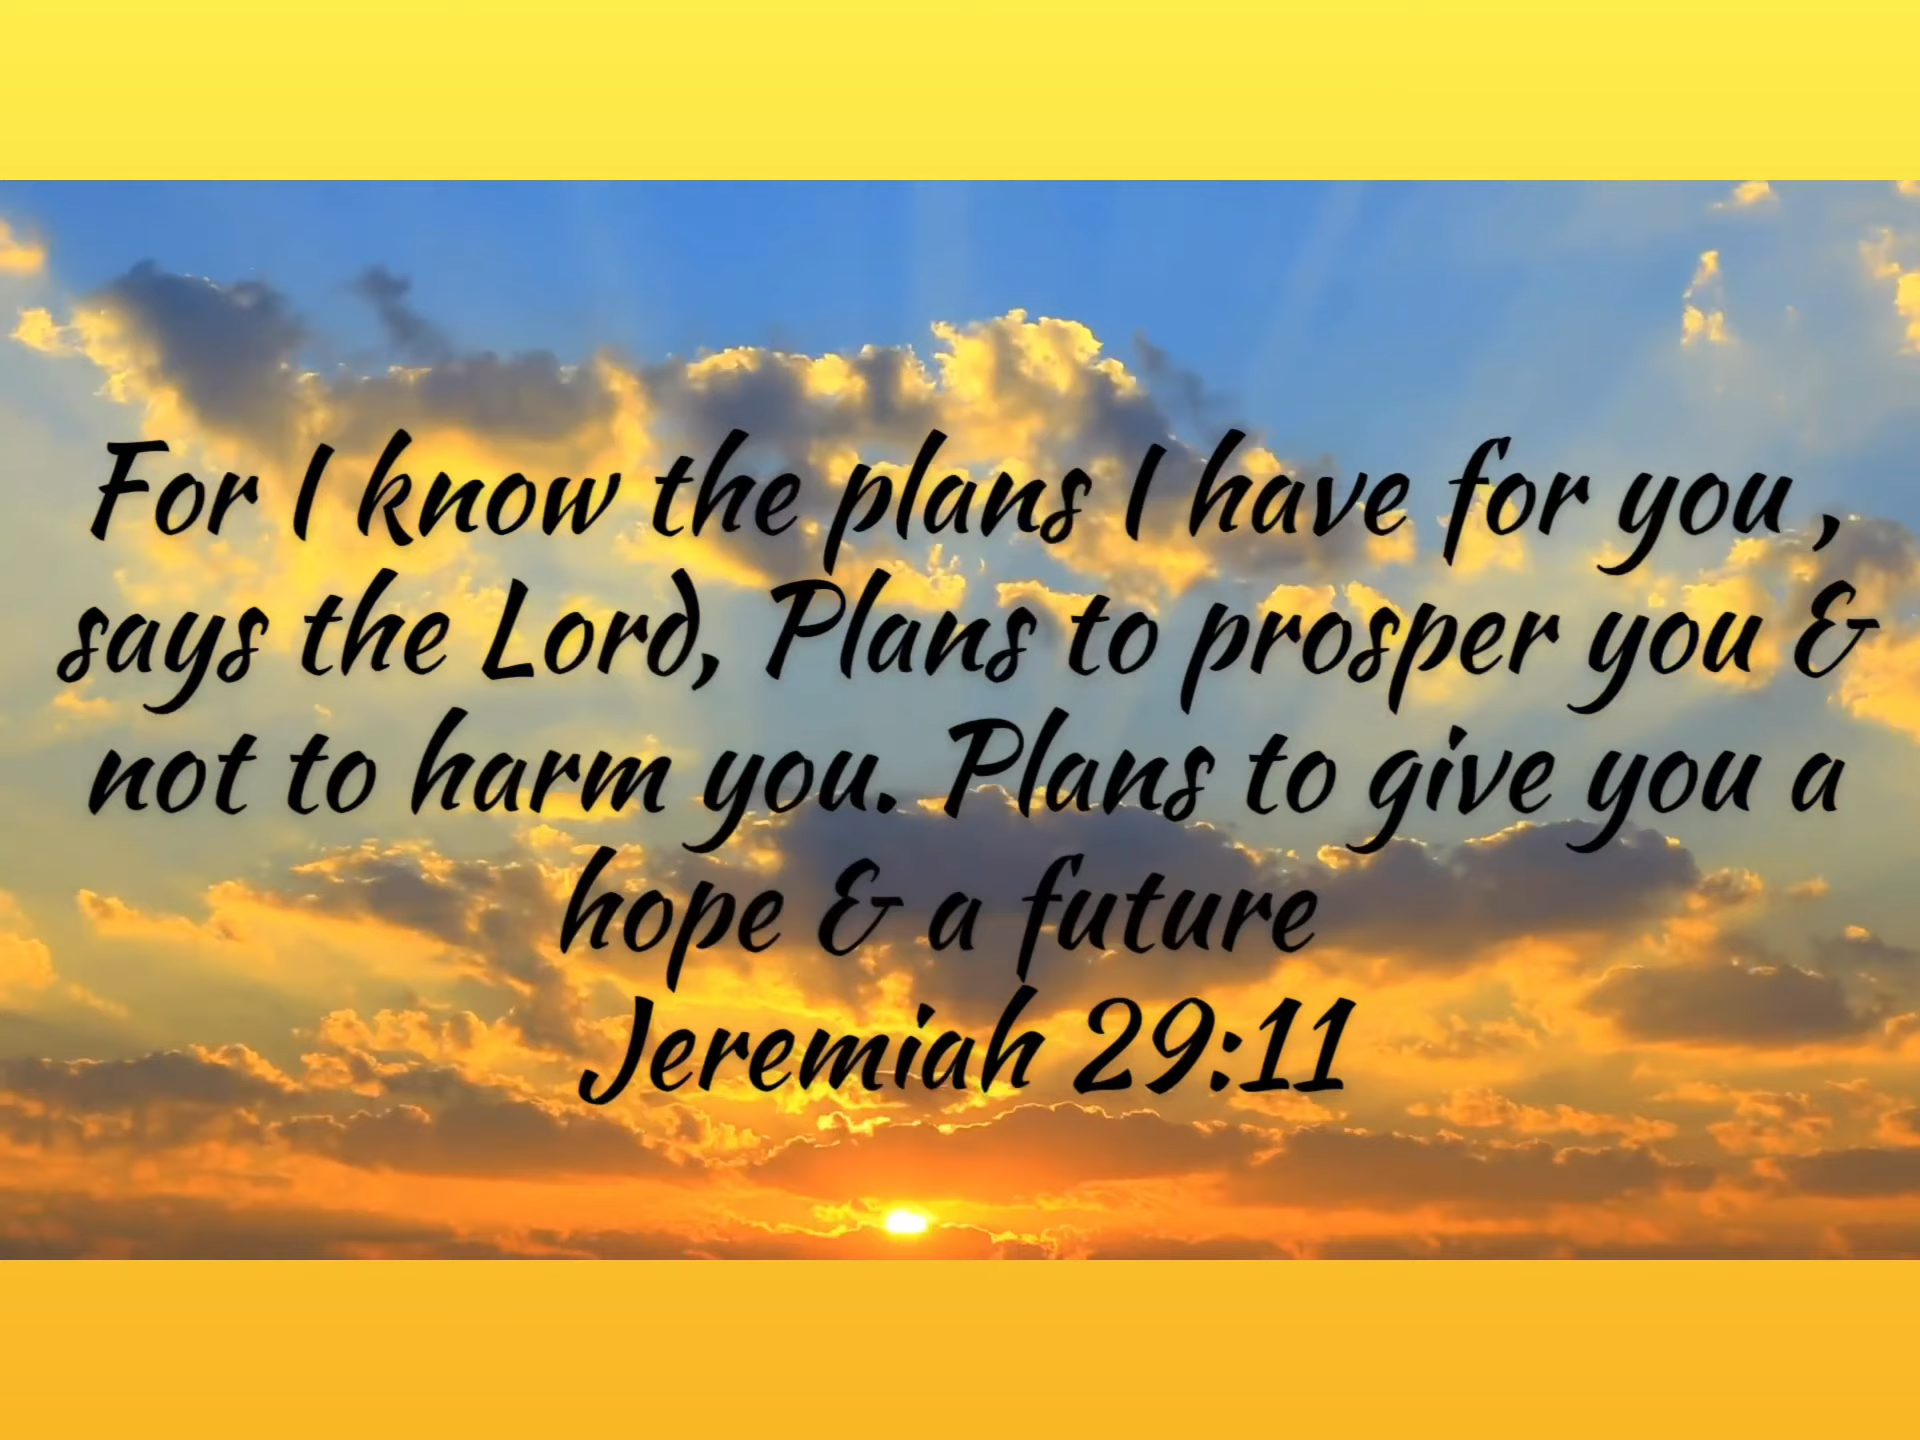 For I know the plans I have for you ,
says the Lord, Plans to prosper you &
not to harm you. Plans to give you a
hope & a future
Jeremiah 29:11